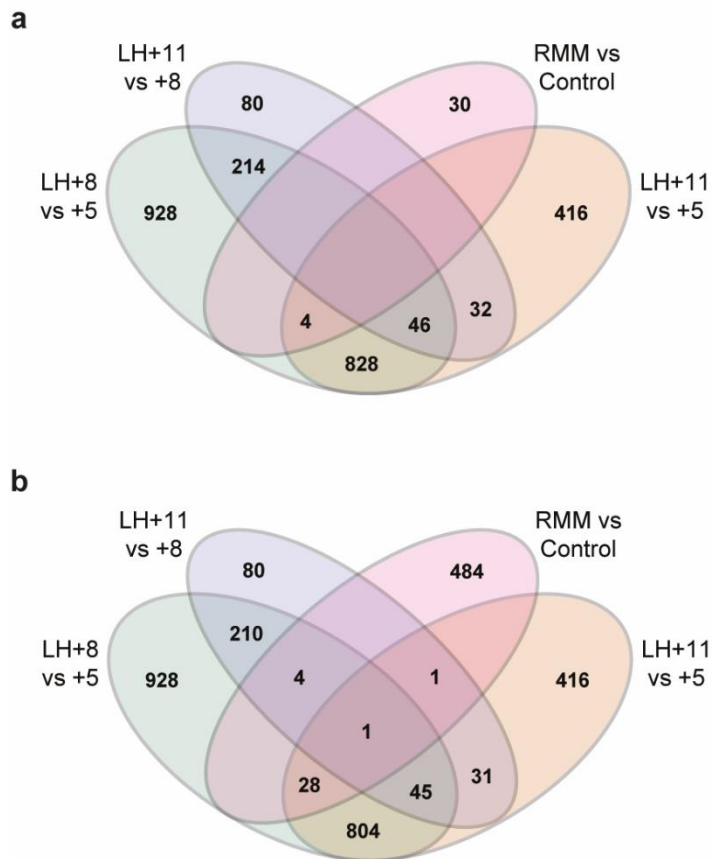 a
LH+11
vs +8
RMM vs
Control
80
30
LH+8
vs +5
214
LH+11
vs +5
928
416
4
46
32
828
b
LH+11
vs +8
RMM vs
Control
80
484
LH+8
vs +5
210
LH+11
vs +5
928
4
1
416
1
28
45
31
804